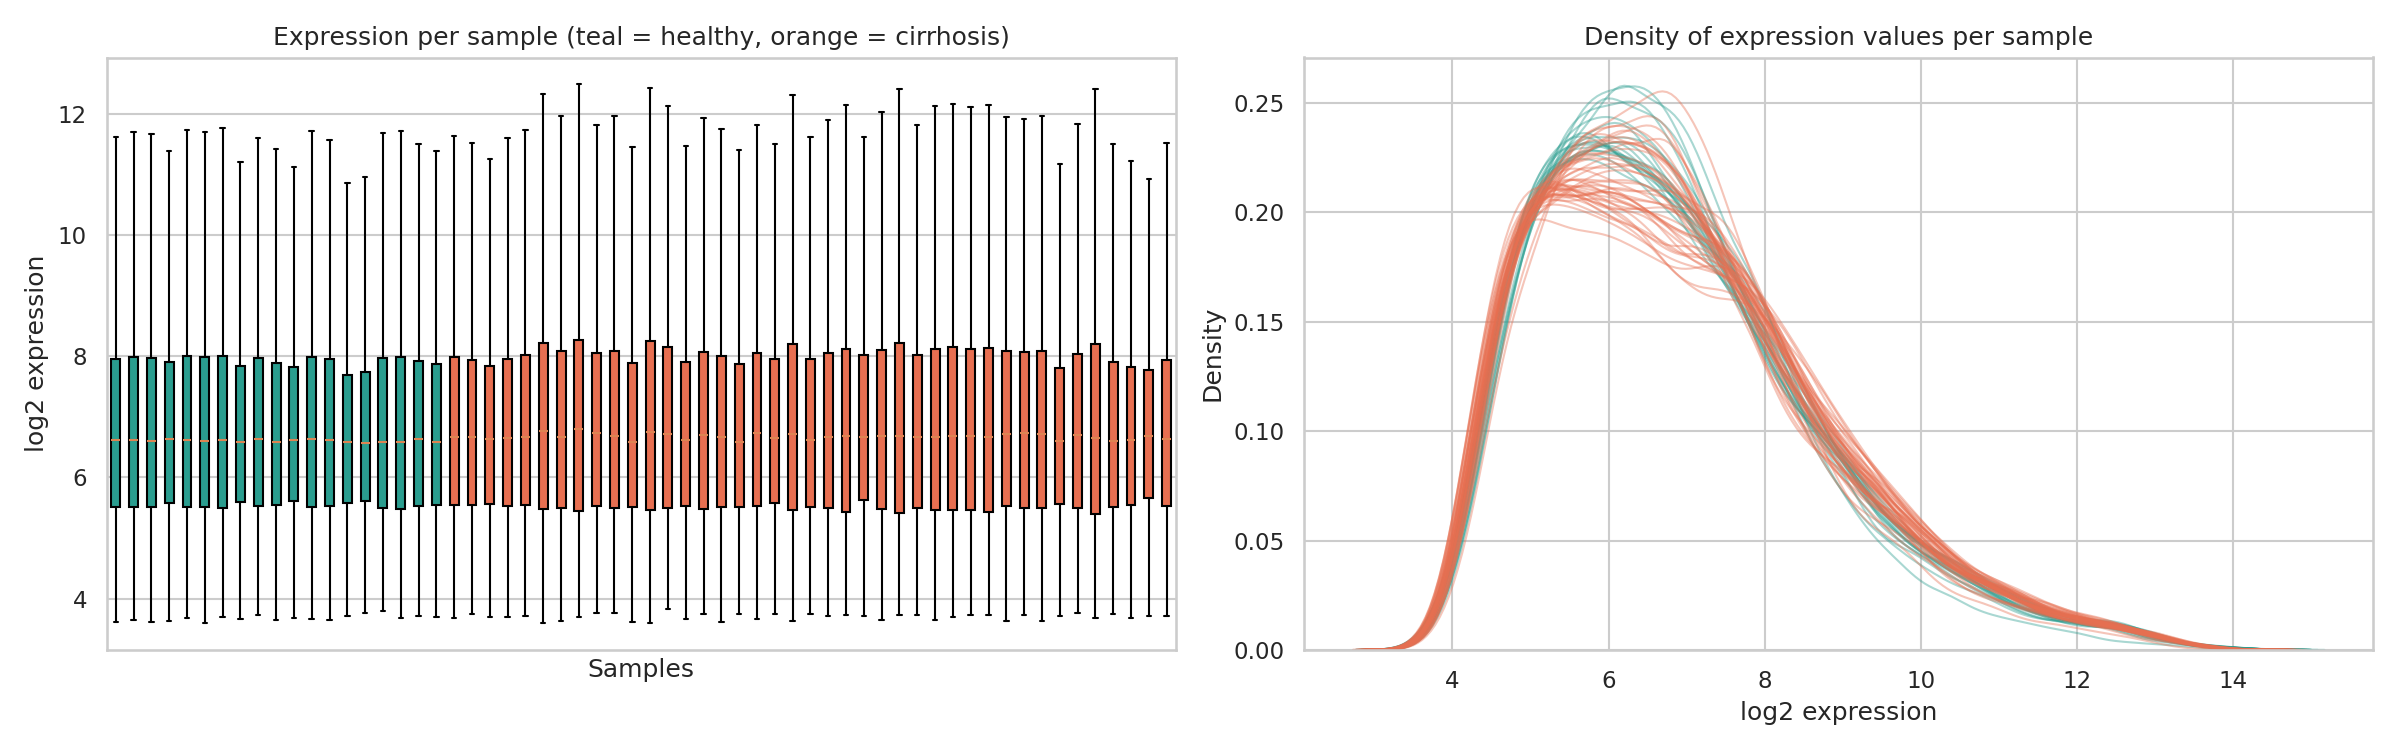 Expression per sample (teal = healthy, orange = cirrhosis)
12
10
8
6
4
log2 expression
Samples
Density of expression values per sample
0.25
0.20
0.15
0.10
0.05
0.00
Density
4 6 8 10 12 14
log2 expression